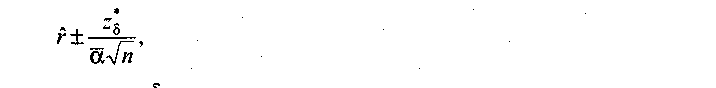 r̂ ± z*_δ / (ᾱ√n),